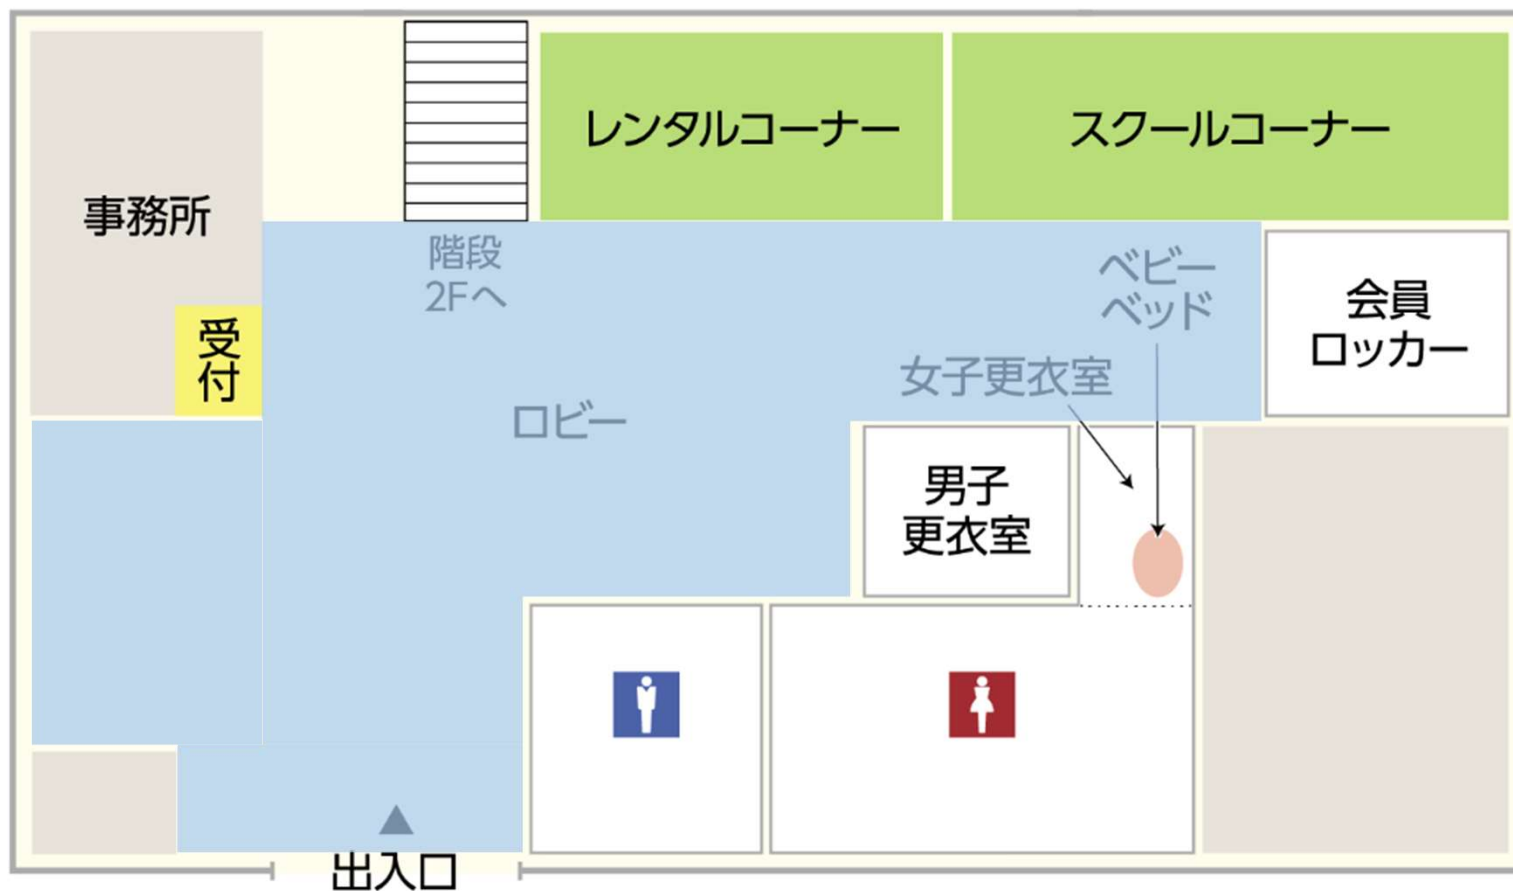 レンタルコーナー
スクールコーナー
事務所
階段
2Fへ
ベビー
ベッド
会員
ロッカー
受付
女子更衣室
ロビー
男子
更衣室
出入口